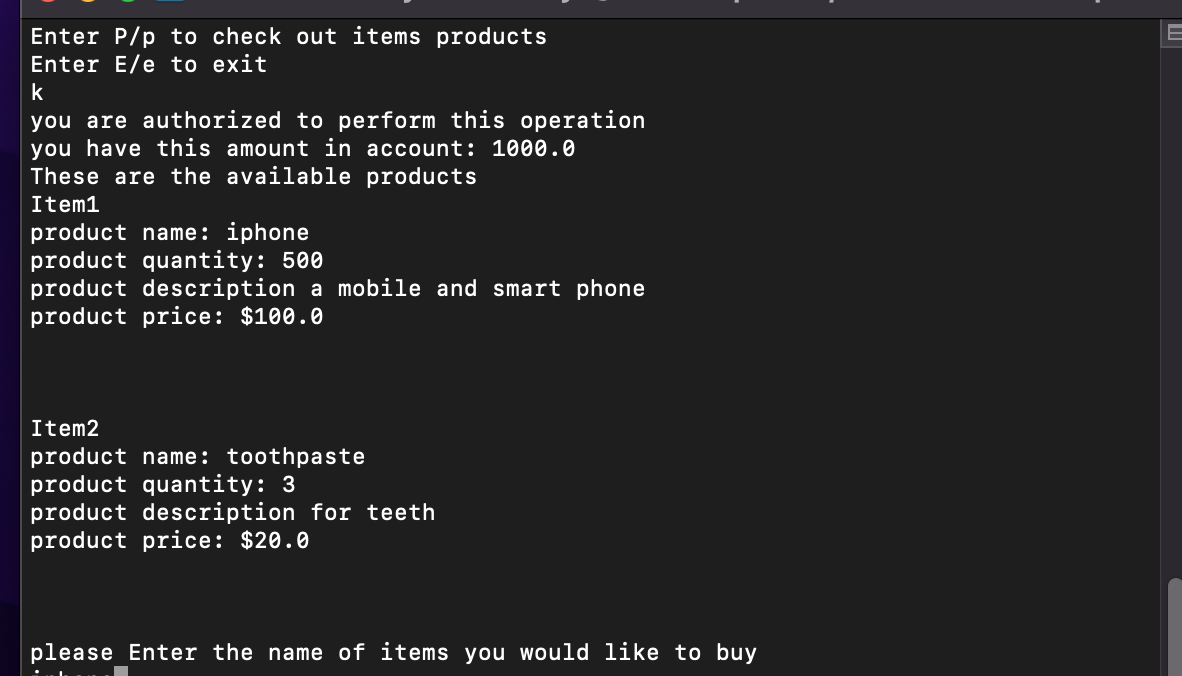 Enter P/p to check out items products
Enter E/e to exit
k
you are authorized to perform this operation
you have this amount in account: 1000.0
These are the available products
Item1
product name: iphone
product quantity: 500
product description a mobile and smart phone
product price: $100.0
Item2
product name: toothpaste
product quantity: 3
product description for teeth
product price: $20.0
please Enter the name of items you would like to buy
iphone